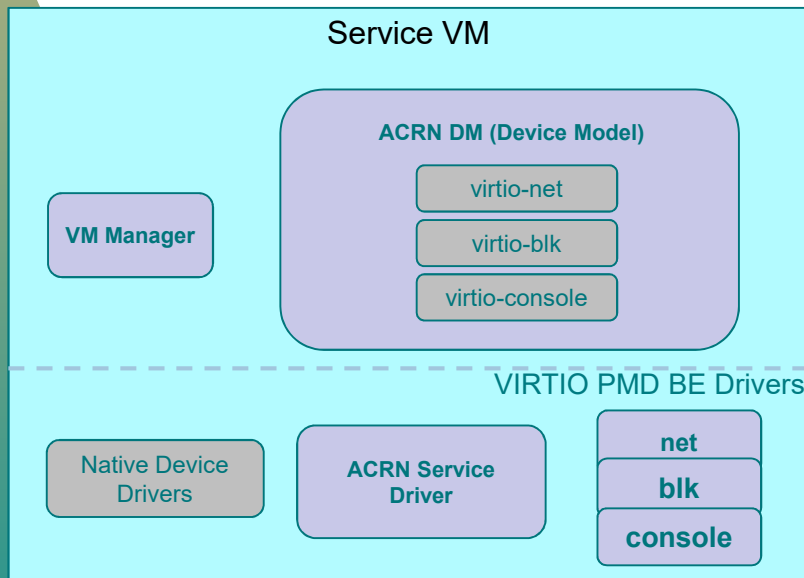 Service VM
ACRN DM (Device Model)
virtio-net
VM Manager
virtio-blk
virtio-console
VIRTIO PMD BE Drivers
Native Device
Drivers
ACRN Service
Driver
net
blk
console